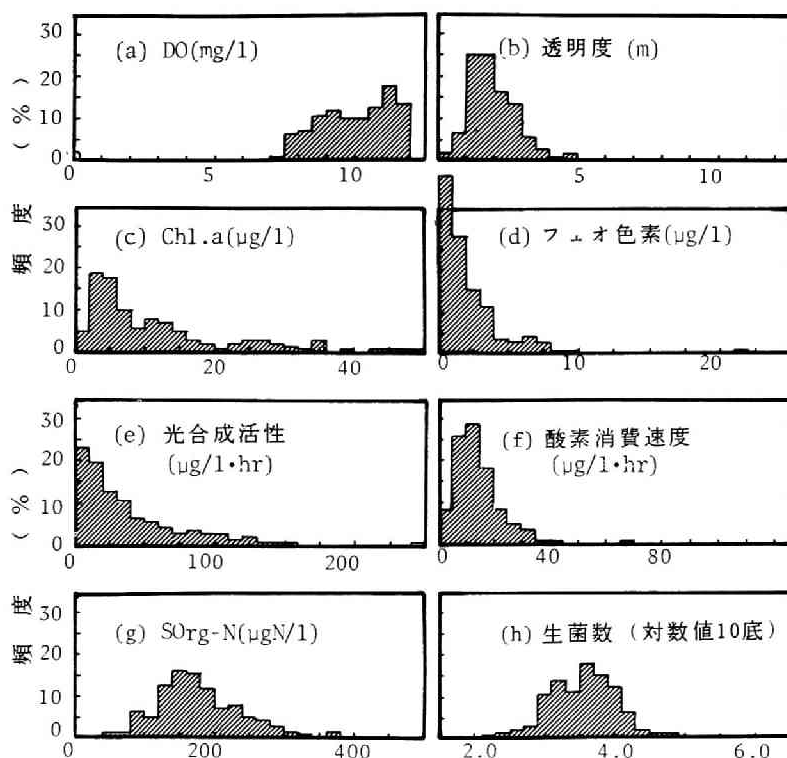 (a) DO(mg/l)
(b) 透明度 (m)
30
20
10
0
0 5 10
5 10
(%)
(c) Chl.a(μg/l)
(d) フェオ色素(μg/l)
30
20
10
0
0 20 40
0 10 20
頻度
(e) 光合成活性
(μg/l・hr)
(f) 酸素消費速度
(μg/l・hr)
30
20
10
0
0 100 200
0 40 80
(%)
(g) SOrg-N(μgN/l)
(h) 生菌数 (対数値10底)
30
20
10
0
0 200 400
2.0 4.0 6.0
頻度